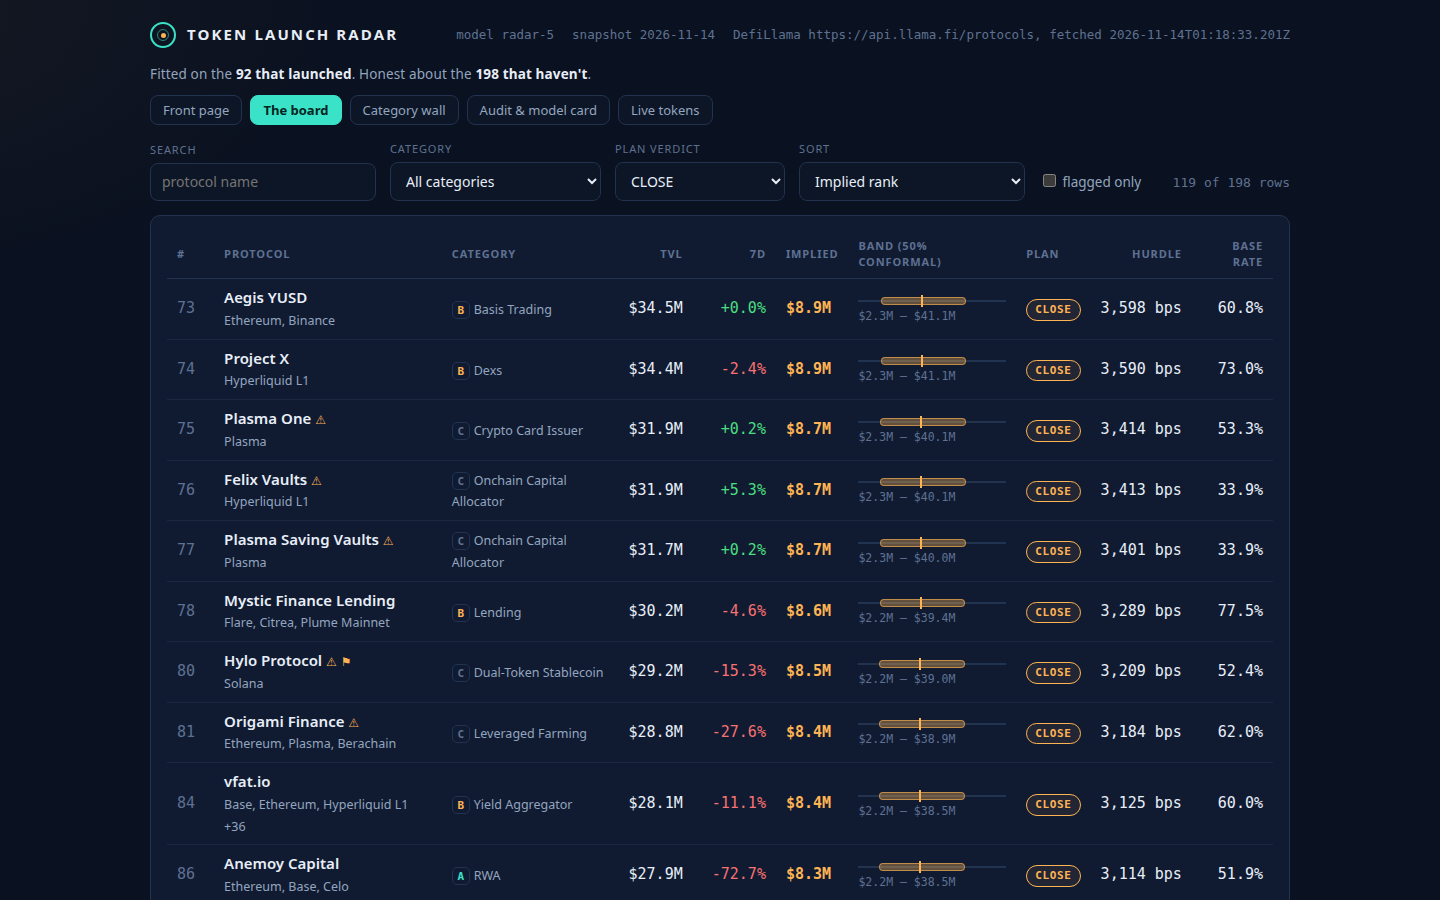 TOKEN LAUNCH RADAR
model radar-5 snapshot 2026-11-14 DefiLlama https://api.llama.fi/protocols, fetched 2026-11-14T01:18:33.201Z
Fitted on the 92 that launched. Honest about the 198 that haven't.
Front page The board Category wall Audit & model card Live tokens
SEARCH CATEGORY PLAN VERDICT SORT
protocol name All categories CLOSE Implied rank flagged only 119 of 198 rows
# PROTOCOL CATEGORY TVL 7D IMPLIED BAND (50% CONFORMAL) PLAN HURDLE BASE RATE
73 Aegis YUSD B Basis Trading $34.5M +0.0% $8.9M CLOSE 3,598 bps 60.8%
Ethereum, Binance $2.3M — $41.1M
74 Project X B Dexs $34.4M -2.4% $8.9M CLOSE 3,590 bps 73.0%
Hyperliquid L1 $2.3M — $41.1M
75 Plasma One ⚠ C Crypto Card Issuer $31.9M +0.2% $8.7M CLOSE 3,414 bps 53.3%
Plasma $2.3M — $40.1M
76 Felix Vaults ⚠ C Onchain Capital Allocator $31.9M +5.3% $8.7M CLOSE 3,413 bps 33.9%
Hyperliquid L1 $2.3M — $40.1M
77 Plasma Saving Vaults ⚠ C Onchain Capital Allocator $31.7M +0.2% $8.7M CLOSE 3,401 bps 33.9%
Plasma $2.3M — $40.0M
78 Mystic Finance Lending B Lending $30.2M -4.6% $8.6M CLOSE 3,289 bps 77.5%
Flare, Citrea, Plume Mainnet $2.2M — $39.4M
80 Hylo Protocol ⚠ ⚑ C Dual-Token Stablecoin $29.2M -15.3% $8.5M CLOSE 3,209 bps 52.4%
Solana $2.2M — $39.0M
81 Origami Finance ⚠ C Leveraged Farming $28.8M -27.6% $8.4M CLOSE 3,184 bps 62.0%
Ethereum, Plasma, Berachain $2.2M — $38.9M
84 vfat.io B Yield Aggregator $28.1M -11.1% $8.4M CLOSE 3,125 bps 60.0%
Base, Ethereum, Hyperliquid L1 $2.2M — $38.5M
+36
86 Anemoy Capital A RWA $27.9M -72.7% $8.3M CLOSE 3,114 bps 51.9%
Ethereum, Base, Celo $2.2M — $38.5M